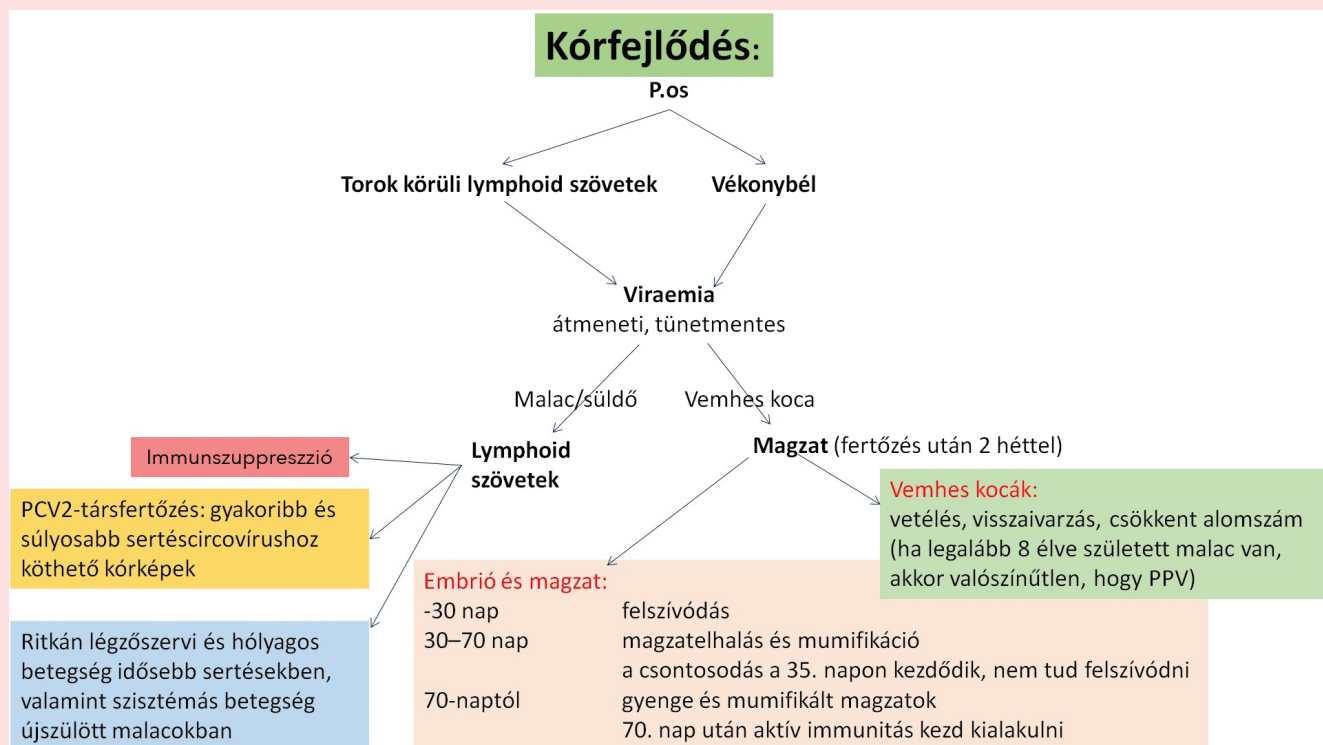 Kórfejlődés:
P.os
Torok körüli lymphoid szövetek
Vékonybél
Viraemia
átmeneti, tünetmentes
Malac/süldő
Vemhes koca
Lymphoid
szövetek
Magzat (fertőzés után 2 héttel)
Immunszuppreszzió
PCV2-társfertőzés: gyakoribb és
súlyosabb sertéscircovírushoz
köthető kórképek
Ritkán légzőszervi és hólyagos
betegség idősebb sertésekben,
valamint szisztémás betegség
újszülött malacokban
Vemhes kocák:
vetélés, visszaivarzás, csökkent alomszám
(ha legalább 8 élve született malac van,
akkor valószínűtlen, hogy PPV)
Embrió és magzat:
-30 nap felszívódás
30–70 nap magzatelhalás és mumifikáció
a csontosodás a 35. napon kezdődik, nem tud felszívódni
70-naptól gyenge és mumifikált magzatok
70. nap után aktív immunitás kezd kialakulni